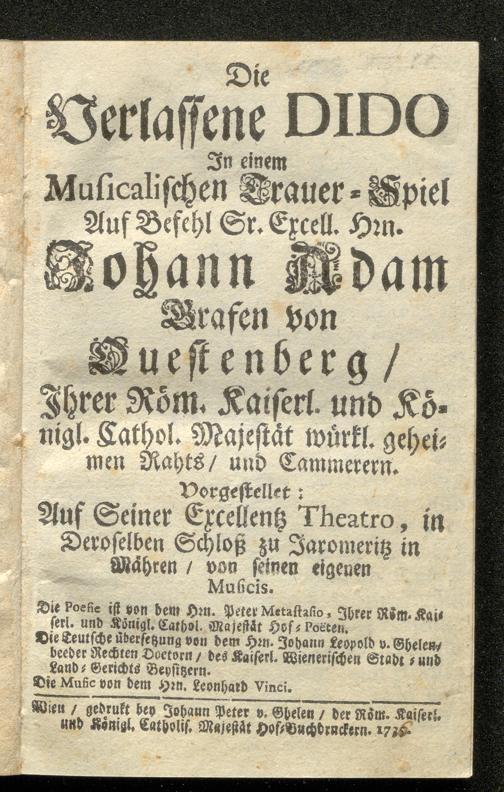 Die
Verlassene DIDO
In einem
Musicalischen Trauer-Spiel
Auf Befehl Sr. Excell. Hrn.
Johann Adam
Grafen von
Questenberg /
Ihrer Röm. Kaiserl. und Kö-
nigl. Cathol. Majestät würkl. gehei-
men Rahts / und Cammerern.
Vorgestellet :
Auf Seiner Excellentz Theatro, in
Deroselben Schloß zu Jaromeritz in
Mähren / von seinen eigenen
Musicis.
Die Poesie ist von dem Hrn. Peter Metastasio, Ihrer Röm. Kai-
serl. und Königl. Cathol. Majestät Hof-Poëten.
Die Teutsche übersetzung von dem Hrn. Johann Leopold v. Ghelen/
beeder Rechten Doctorn / des Kaiserl. Wienerischen Stadt- und
Land-Gerichts Beysitzern.
Die Music von dem Hrn. Leonhard Vinci.
Wien / gedrukt bey Johann Peter v. Ghelen / der Röm. Kaiserl.
und Königl. Catholis. Majestät Hof-Buchdruckern.